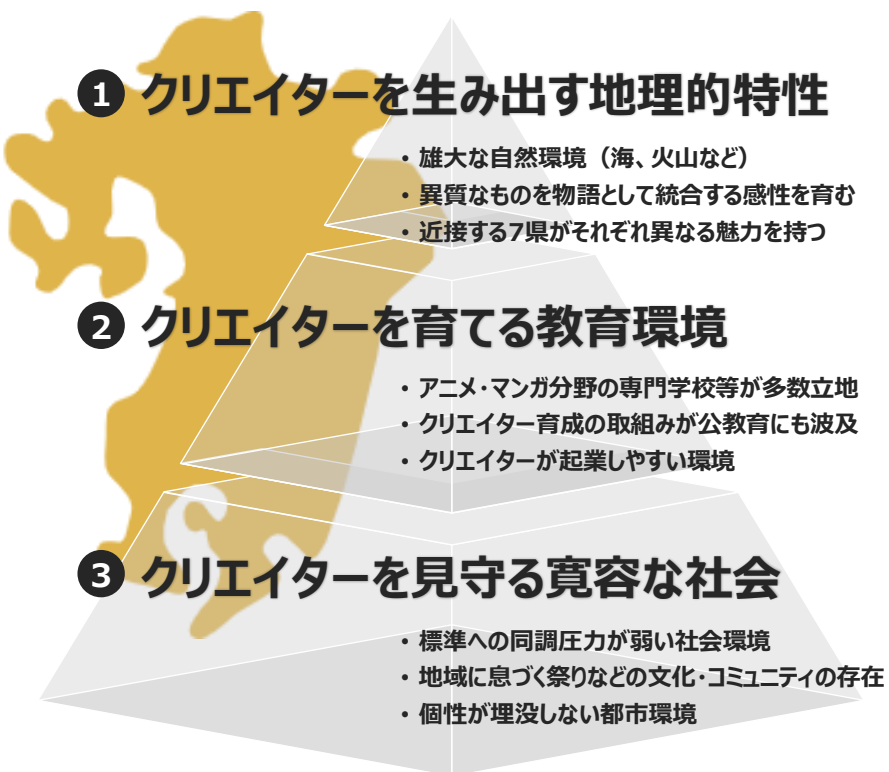 ❶ クリエイターを生み出す地理的特性
・雄大な自然環境（海、火山など）
・異質なものを物語として統合する感性を育む
・近接する7県がそれぞれ異なる魅力を持つ
❷ クリエイターを育てる教育環境
・アニメ・マンガ分野の専門学校等が多数立地
・クリエイター育成の取組みが公教育にも波及
・クリエイターが起業しやすい環境
❸ クリエイターを見守る寛容な社会
・標準への同調圧力が弱い社会環境
・地域に息づく祭りなどの文化・コミュニティの存在
・個性が埋没しない都市環境